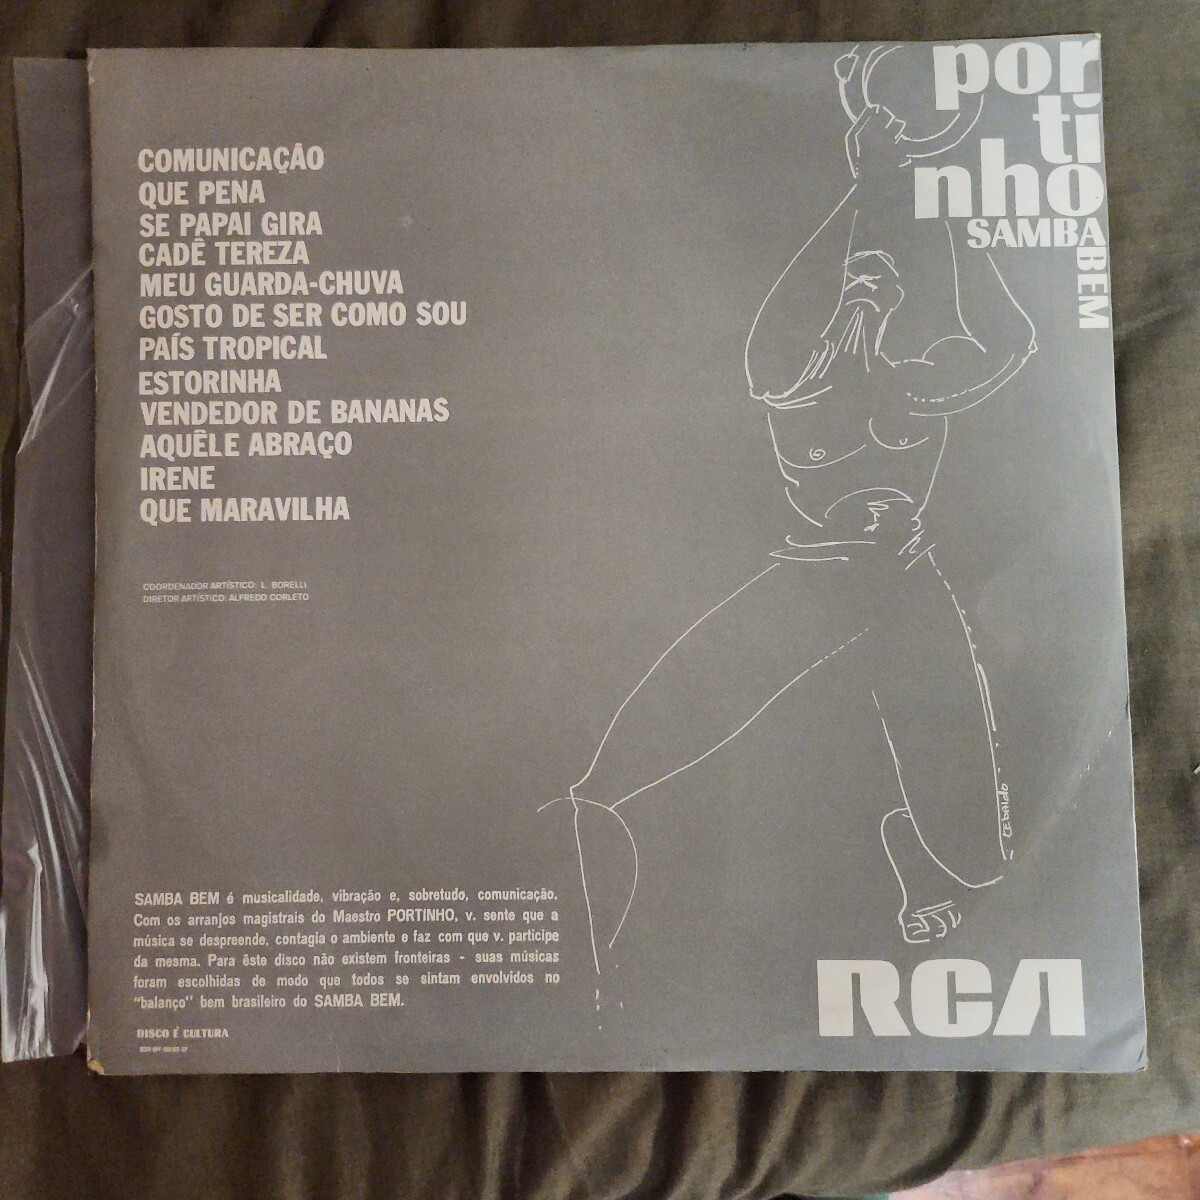 por
ti
nho
SAMBA
BEM
COMUNICAÇÃO
QUE PENA
SE PAPAI GIRA
CADÊ TEREZA
MEU GUARDA-CHUVA
GOSTO DE SER COMO SOU
PAÍS TROPICAL
ESTORINHA
VENDEDOR DE BANANAS
AQUÊLE ABRAÇO
IRENE
QUE MARAVILHA
COORDENADOR ARTÍSTICO: L. BORELLI
DIRETOR ARTÍSTICO: ALFREDO CORLETO
SAMBA BEM é musicalidade, vibração e, sobretudo, comunicação.
Com os arranjos magistrais do Maestro PORTINHO, v. sente que a
música se despreende, contagia o ambiente e faz com que v. participe
da mesma. Para êste disco não existem fronteiras - suas músicas
foram escolhidas de modo que todos se sintam envolvidos no
"balanço" bem brasileiro do SAMBA BEM.
DISCO É CULTURA
RCA